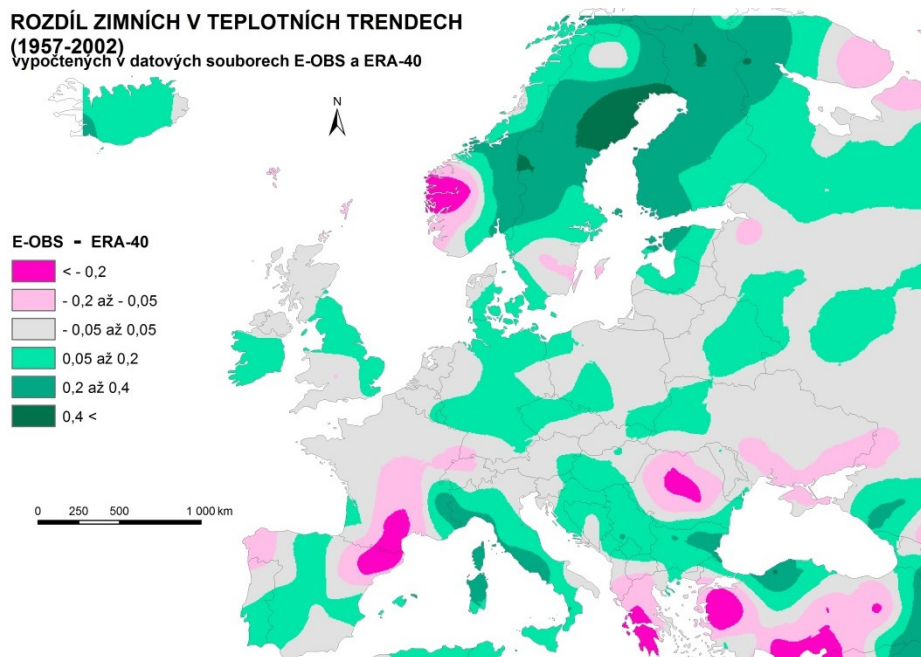 ROZDÍL ZIMNÍCH V TEPLOTNÍCH TRENDECH
(1957-2002)
vypočtených v datových souborech E-OBS a ERA-40
N
E-OBS - ERA-40
< - 0,2
- 0,2 až - 0,05
- 0,05 až 0,05
0,05 až 0,2
0,2 až 0,4
0,4 <
0 250 500 1 000 km